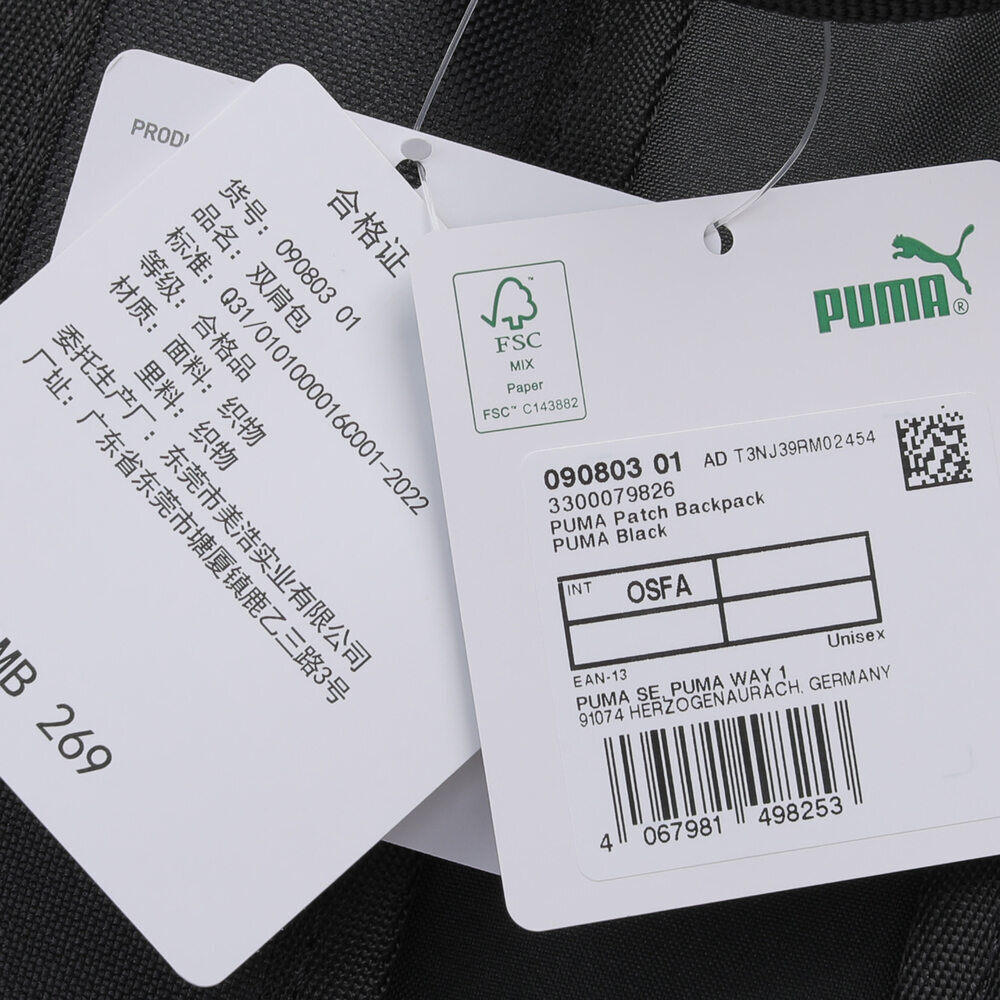 PROD
合格证
货号：090803 01
品名：双肩包
标准：Q31/0101000016C001-2022
等级：合格品
材质：面料：织物
里料：织物
委托生产厂：东莞市美浩实业有限公司
厂址：广东省东莞市塘厦镇鹿乙三路3号
MB 269
FSC™
MIX
Paper
FSC™ C143882
PUMA®
090803 01 AD T3NJ39RM02454
3300079826
PUMA Patch Backpack
PUMA Black
INT OSFA
Unisex
EAN-13
PUMA SE, PUMA WAY 1
91074 HERZOGENAURACH, GERMANY
4 067981 498253